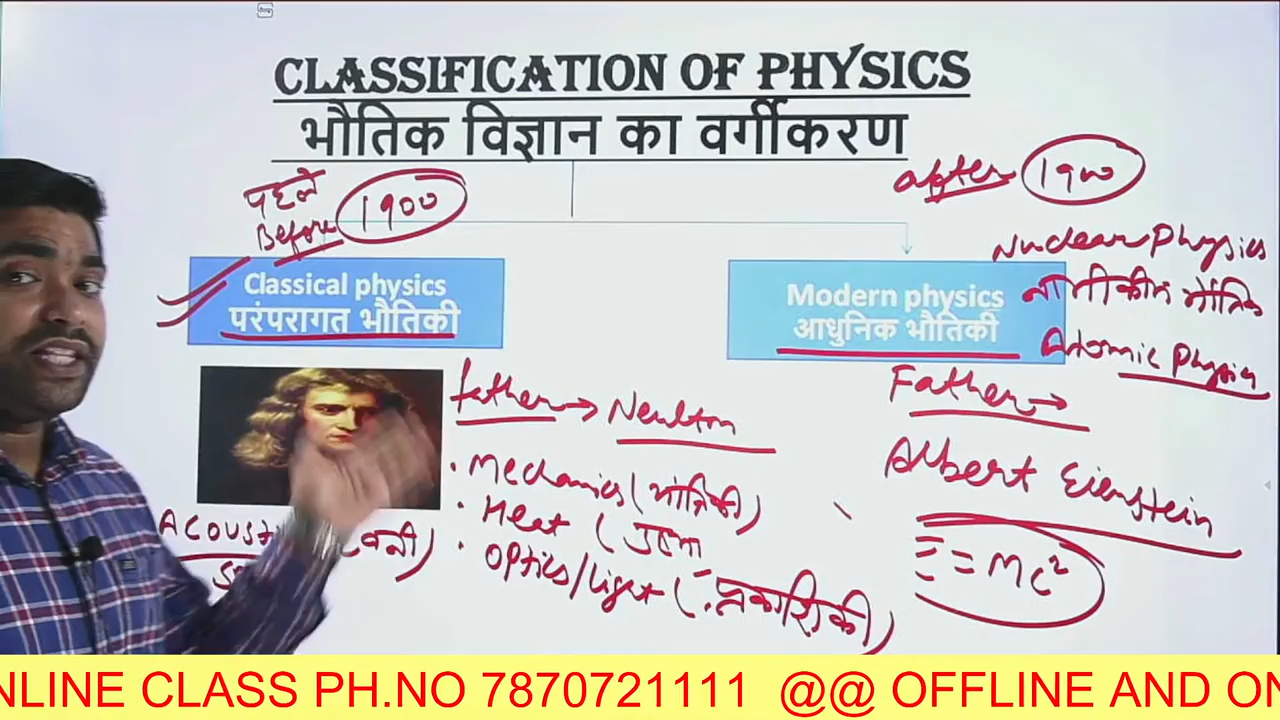 CLASSIFICATION OF PHYSICS
भौतिक विज्ञान का वर्गीकरण
पहले
Before 1900
after 1900
Classical physics
परंपरागत भौतिकी
Modern physics
आधुनिक भौतिकी
Nuclear Physics
Atomic Physics
father → Newton
• Mechanics (
• Heat (
• Optics/Light (प्रकाशिकी)
ACOUST
Father →
Albert Eienstein
E = Mc²
NLINE CLASS PH.NO 7870721111 @@ OFFLINE AND ON